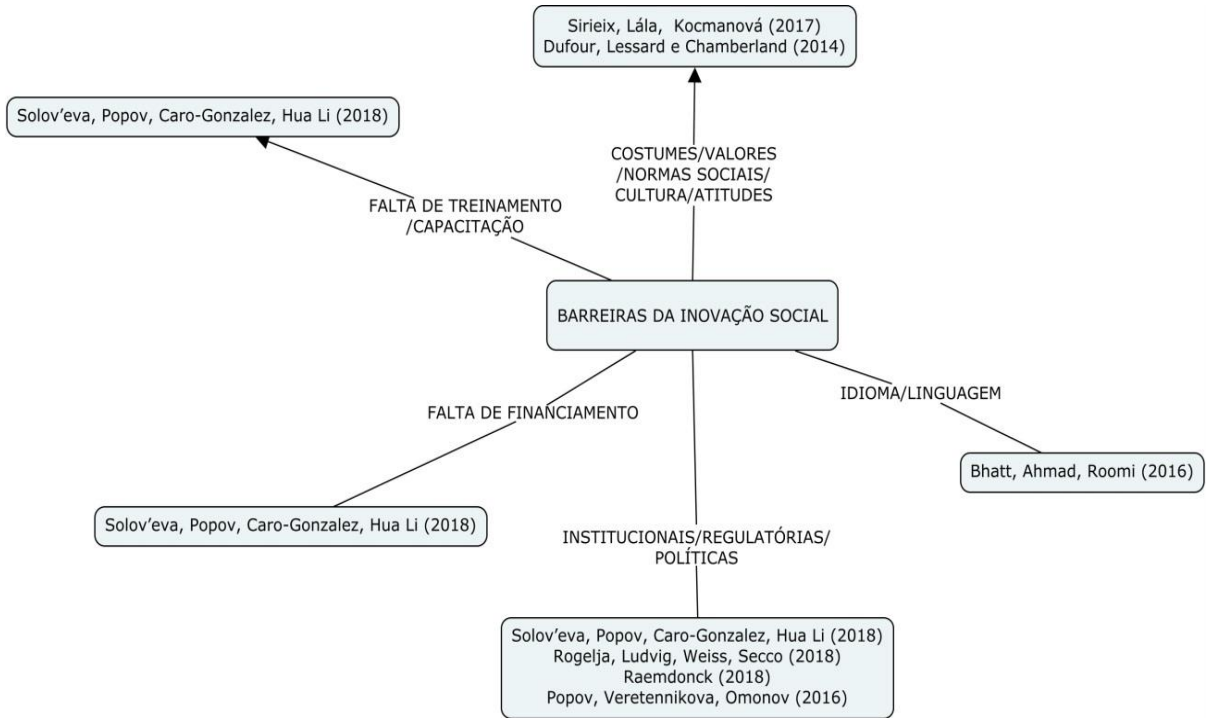 Sirieix, Lála, Kocmanová (2017)
Dufour, Lessard e Chamberland (2014)
Solov’eva, Popov, Caro-Gonzalez, Hua Li (2018)
COSTUMES/VALORES
/NORMAS SOCIAIS/
CULTURA/ATITUDES
FALTA DE TREINAMENTO
/CAPACITAÇÃO
BARREIRAS DA INOVAÇÃO SOCIAL
IDIOMA/LINGUAGEM
FALTA DE FINANCIAMENTO
Bhatt, Ahmad, Roomi (2016)
Solov’eva, Popov, Caro-Gonzalez, Hua Li (2018)
INSTITUCIONAIS/REGULATÓRIAS/
POLÍTICAS
Solov’eva, Popov, Caro-Gonzalez, Hua Li (2018)
Rogelja, Ludvig, Weiss, Secco (2018)
Raemdonck (2018)
Popov, Veretennikova, Omonov (2016)